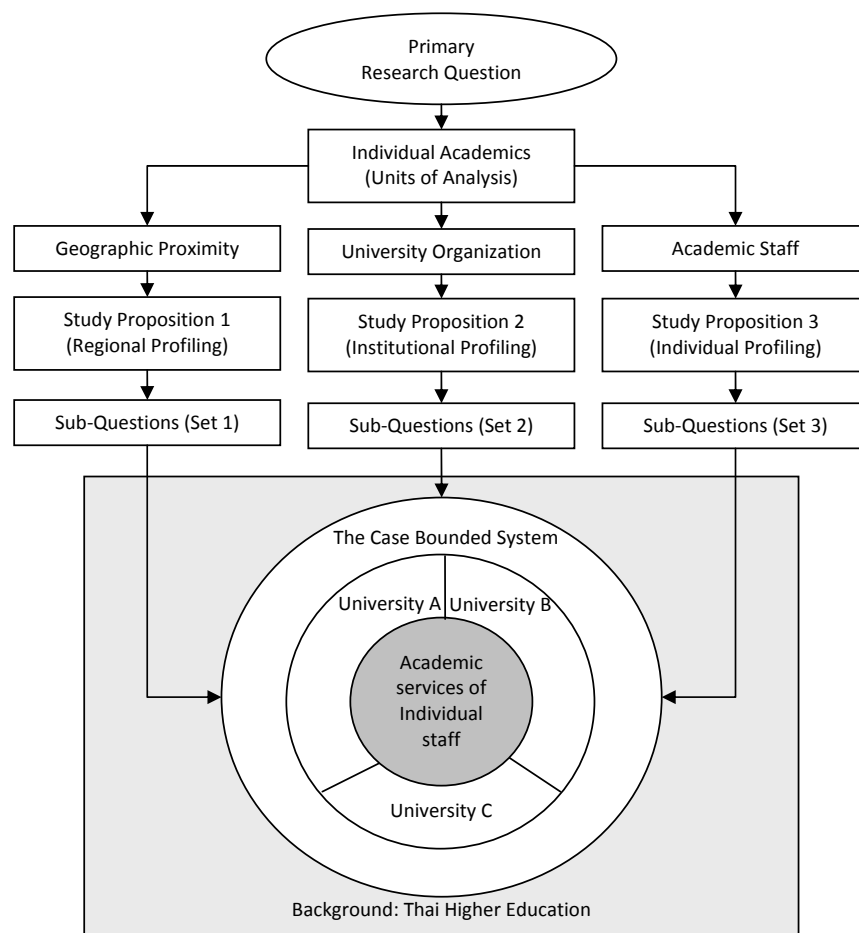 Primary
Research Question
Individual Academics
(Units of Analysis)
Geographic Proximity
University Organization
Academic Staff
Study Proposition 1
(Regional Profiling)
Study Proposition 2
(Institutional Profiling)
Study Proposition 3
(Individual Profiling)
Sub-Questions (Set 1)
Sub-Questions (Set 2)
Sub-Questions (Set 3)
The Case Bounded System
University A
University B
Academic
services of
Individual
staff
University C
Background: Thai Higher Education